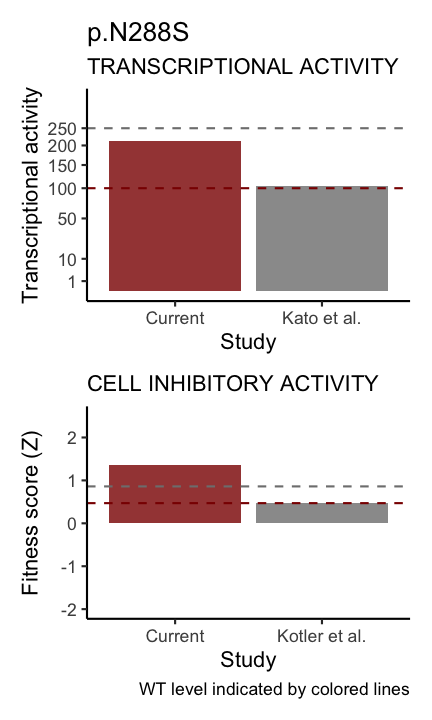 p.N288S
TRANSCRIPTIONAL ACTIVITY
Transcriptional activity
250
200
150
100
50
10
1
Current
Kato et al.
Study
CELL INHIBITORY ACTIVITY
Fitness score (Z)
2
1
0
-1
-2
Current
Kotler et al.
Study
WT level indicated by colored lines